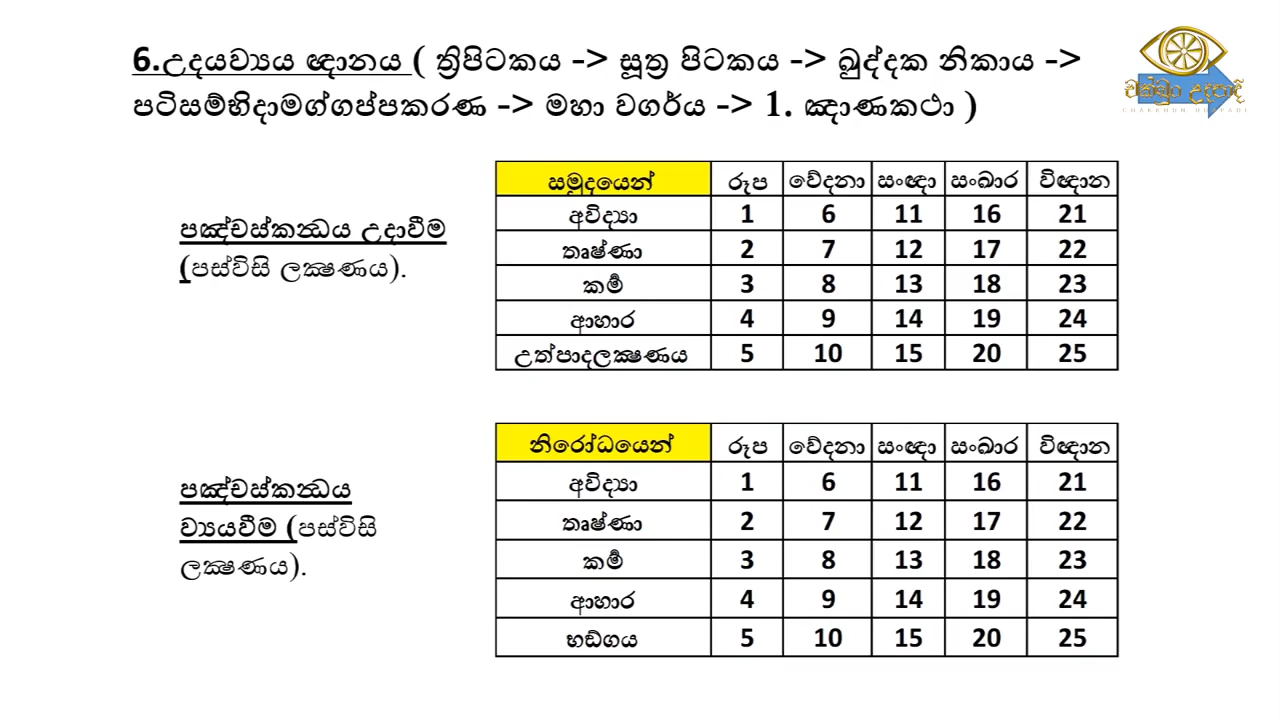 6.උදයව්‍යය ඥානය ( ත්‍රිපිටකය -> සූත්‍ර පිටකය -> ඛුද්දක නිකාය ->
පටිසම්භිදාමග්ගප්පකරණ -> මහා වර්ගය -> 1. ඤාණකථා )
චක්ඛුං උදපාදි
CHAKKHUN UDAPADI
පඤ්චස්කන්‍ධය උදාවීම
(පස්විසි ලක්‍ෂණය).
සමුදයෙන් රූප වේදනා සංඥා සංඛාර විඥාන
අවිද්‍යා 1 6 11 16 21
තෘෂ්ණා 2 7 12 17 22
කර්‍ම 3 8 13 18 23
ආහාර 4 9 14 19 24
උත්පාදලක්‍ෂණය 5 10 15 20 25
පඤ්චස්කන්‍ධය
ව්‍යයවීම (පස්විසි
ලක්‍ෂණය).
නිරෝධයෙන් රූප වේදනා සංඥා සංඛාර විඥාන
අවිද්‍යා 1 6 11 16 21
තෘෂ්ණා 2 7 12 17 22
කර්‍ම 3 8 13 18 23
ආහාර 4 9 14 19 24
භඞ්ගය 5 10 15 20 25